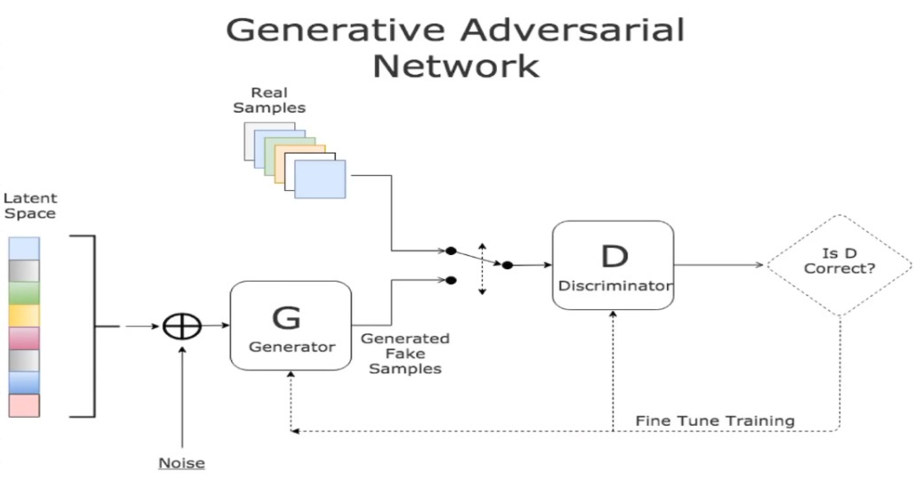 Generative Adversarial
Network
Real
Samples
Latent
Space
D
Discriminator
Is D
Correct?
G
Generator
Generated
Fake
Samples
Fine Tune Training
Noise